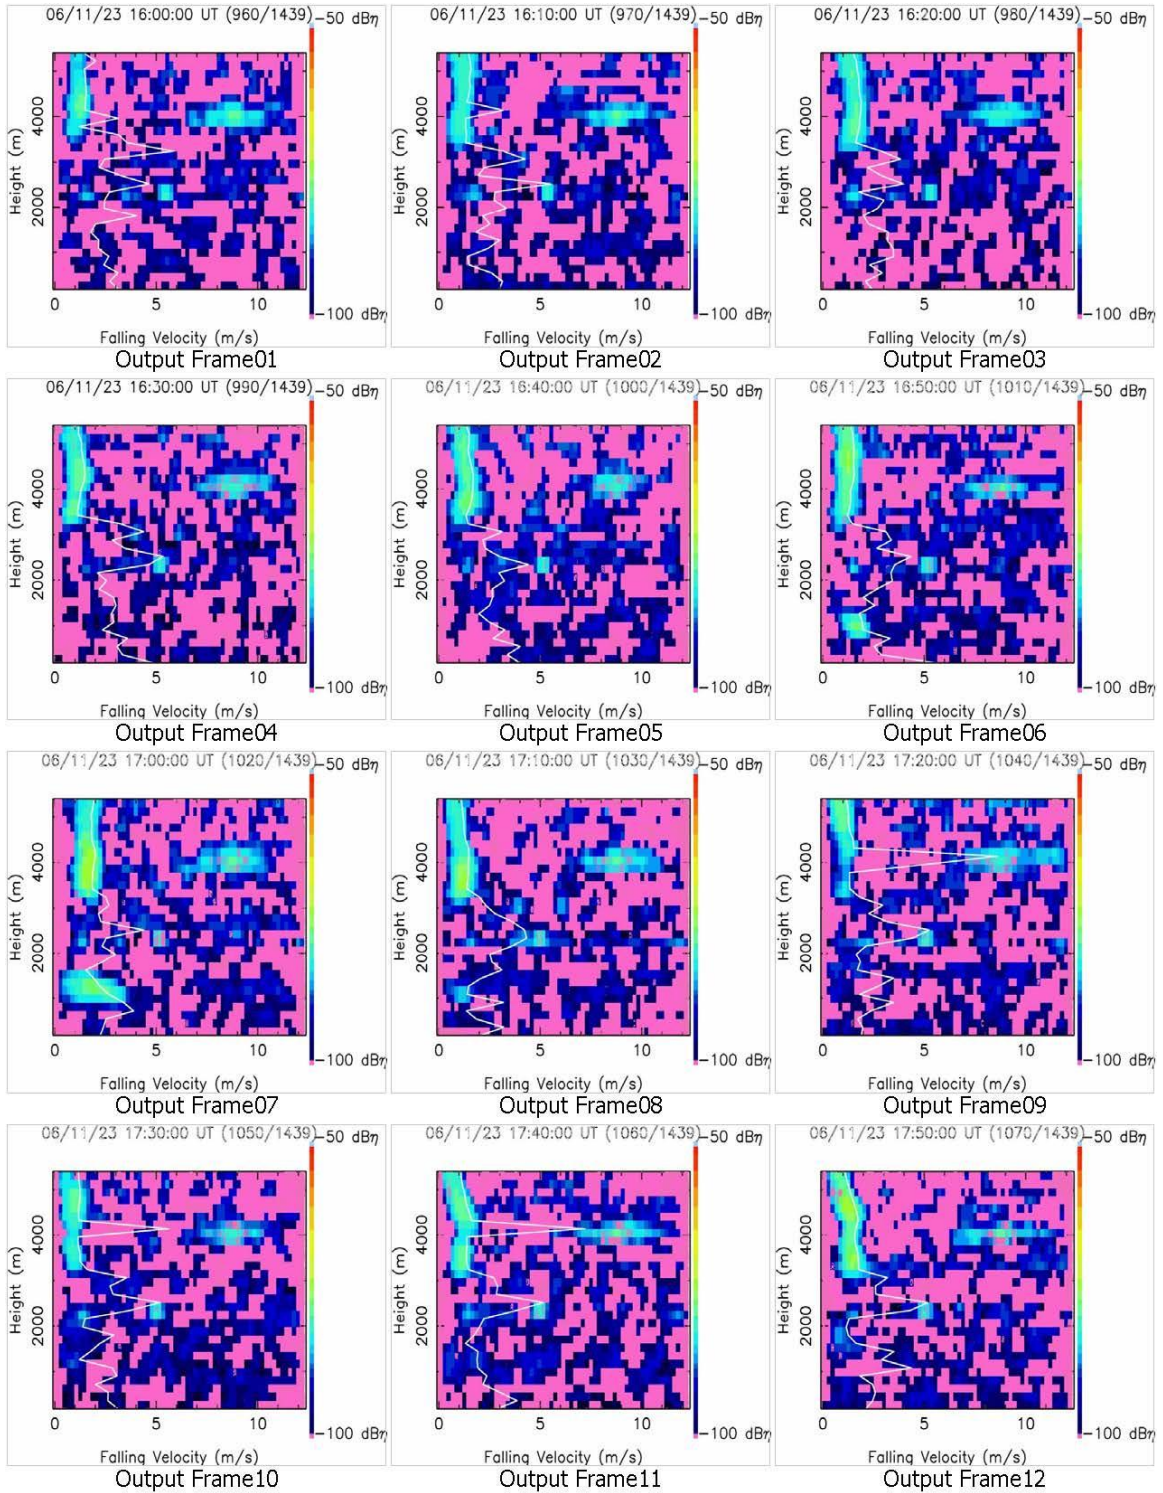 06/11/23 16:00:00 UT (960/1439) −50 dBη
Height (m)
4000
2000
0 5 10
−100 dBη
Falling Velocity (m/s)
Output Frame01
06/11/23 16:10:00 UT (970/1439) −50 dBη
Height (m)
4000
2000
0 5 10
−100 dBη
Falling Velocity (m/s)
Output Frame02
06/11/23 16:20:00 UT (980/1439) −50 dBη
Height (m)
4000
2000
0 5 10
−100 dBη
Falling Velocity (m/s)
Output Frame03
06/11/23 16:30:00 UT (990/1439) −50 dBη
Height (m)
4000
2000
0 5 10
−100 dBη
Falling Velocity (m/s)
Output Frame04
06/11/23 16:40:00 UT (1000/1439) −50 dBη
Height (m)
4000
2000
0 5 10
−100 dBη
Falling Velocity (m/s)
Output Frame05
06/11/23 16:50:00 UT (1010/1439) −50 dBη
Height (m)
4000
2000
0 5 10
−100 dBη
Falling Velocity (m/s)
Output Frame06
06/11/23 17:00:00 UT (1020/1439) −50 dBη
Height (m)
4000
2000
0 5 10
−100 dBη
Falling Velocity (m/s)
Output Frame07
06/11/23 17:10:00 UT (1030/1439) −50 dBη
Height (m)
4000
2000
0 5 10
−100 dBη
Falling Velocity (m/s)
Output Frame08
06/11/23 17:20:00 UT (1040/1439) −50 dBη
Height (m)
4000
2000
0 5 10
−100 dBη
Falling Velocity (m/s)
Output Frame09
06/11/23 17:30:00 UT (1050/1439) −50 dBη
Height (m)
4000
2000
0 5 10
−100 dBη
Falling Velocity (m/s)
Output Frame10
06/11/23 17:40:00 UT (1060/1439) −50 dBη
Height (m)
4000
2000
0 5 10
−100 dBη
Falling Velocity (m/s)
Output Frame11
06/11/23 17:50:00 UT (1070/1439) −50 dBη
Height (m)
4000
2000
0 5 10
−100 dBη
Falling Velocity (m/s)
Output Frame12